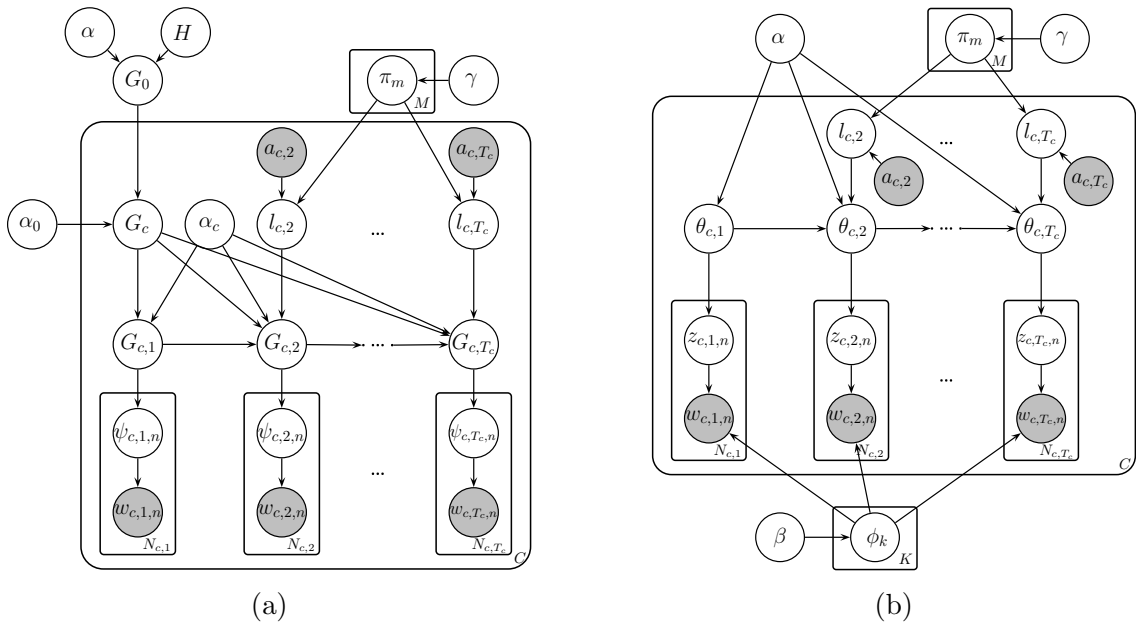 α H
G_0
π_m γ
M
a_{c,2} a_{c,T_c}
α_0 G_c α_c l_{c,2} ... l_{c,T_c}
G_{c,1} G_{c,2} ... G_{c,T_c}
ψ_{c,1,n} ψ_{c,2,n} ψ_{c,T_c,n}
...
w_{c,1,n} w_{c,2,n} w_{c,T_c,n}
N_{c,1} N_{c,2} N_{c,T_c} C
(a)
α π_m γ
M
l_{c,2} ... l_{c,T_c}
a_{c,2} a_{c,T_c}
θ_{c,1} θ_{c,2} ... θ_{c,T_c}
z_{c,1,n} z_{c,2,n} z_{c,T_c,n}
...
w_{c,1,n} w_{c,2,n} w_{c,T_c,n}
N_{c,1} N_{c,2} N_{c,T_c} C
β φ_k
K
(b)